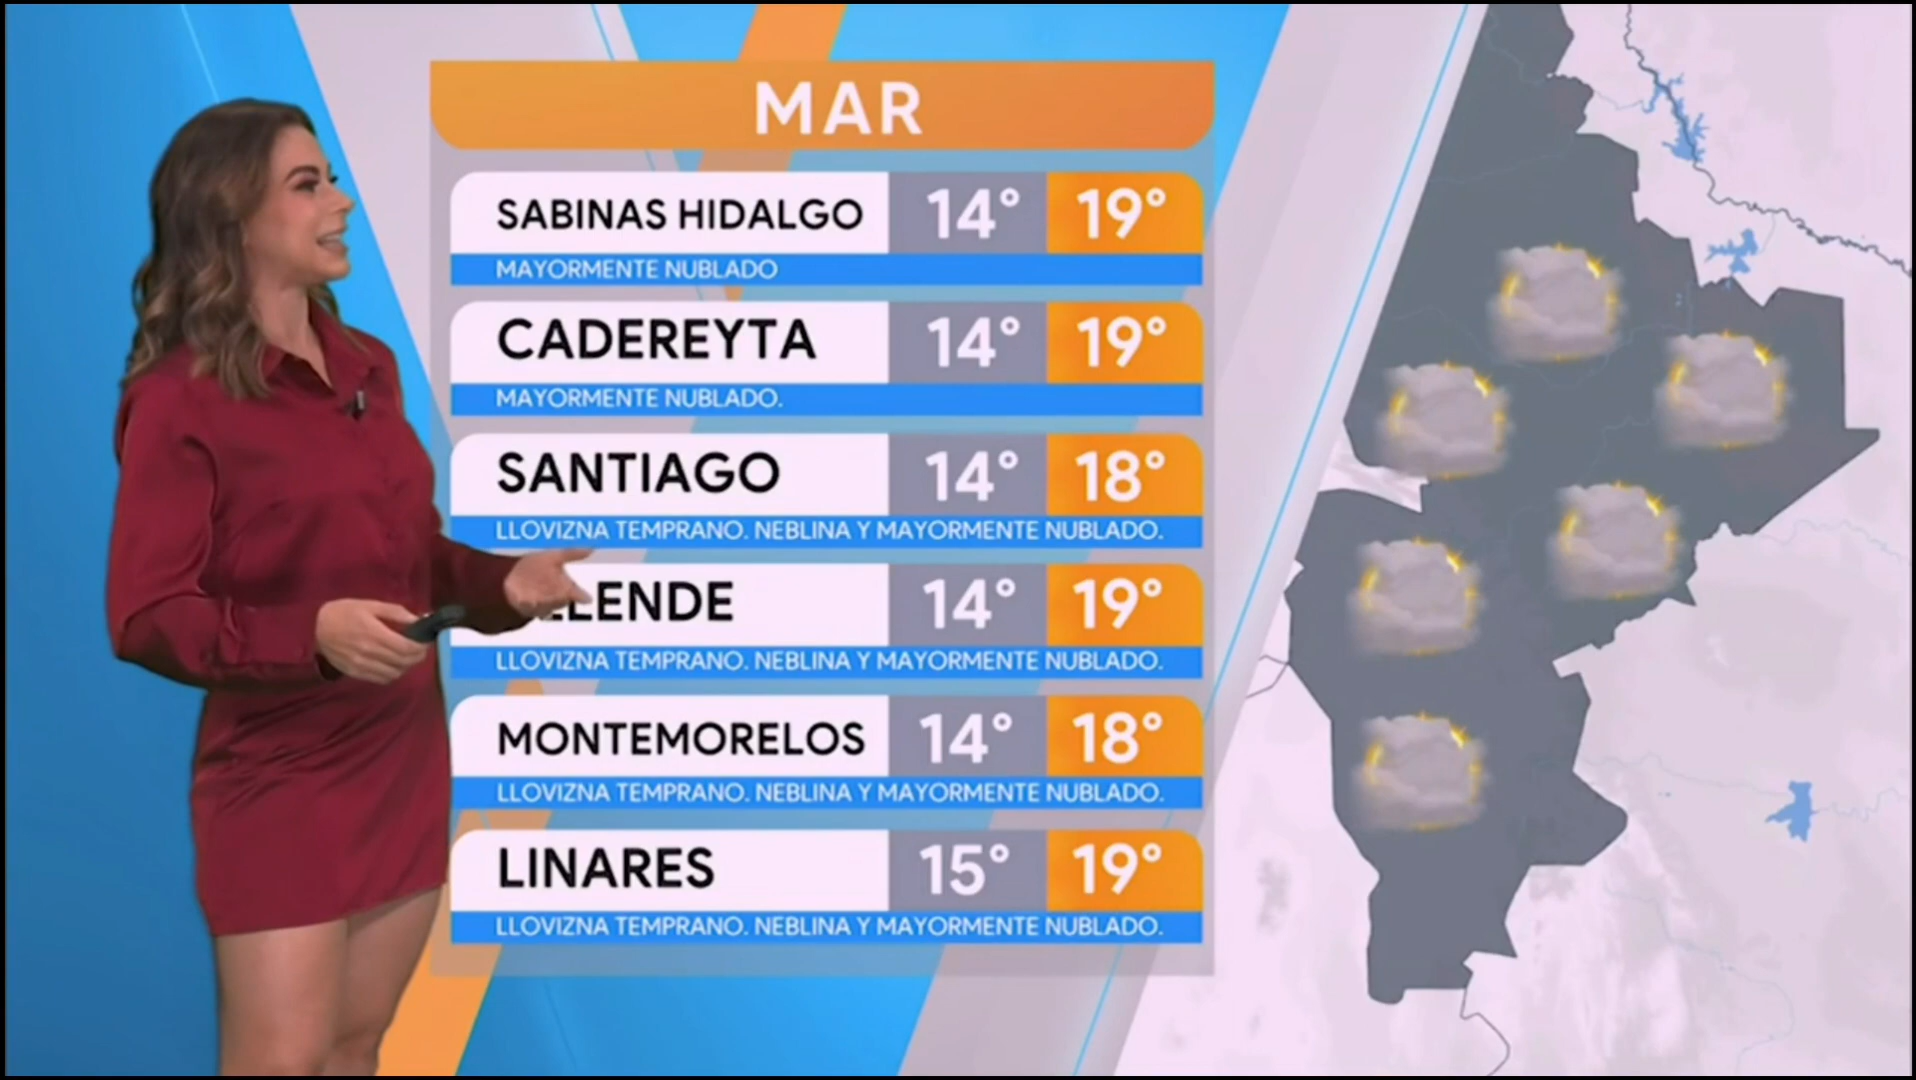 MAR
SABINAS HIDALGO 14° 19°
MAYORMENTE NUBLADO
CADEREYTA 14° 19°
MAYORMENTE NUBLADO.
SANTIAGO 14° 18°
LLOVIZNA TEMPRANO. NEBLINA Y MAYORMENTE NUBLADO.
LENDE 14° 19°
LLOVIZNA TEMPRANO. NEBLINA Y MAYORMENTE NUBLADO.
MONTEMORELOS 14° 18°
LLOVIZNA TEMPRANO. NEBLINA Y MAYORMENTE NUBLADO.
LINARES 15° 19°
LLOVIZNA TEMPRANO. NEBLINA Y MAYORMENTE NUBLADO.